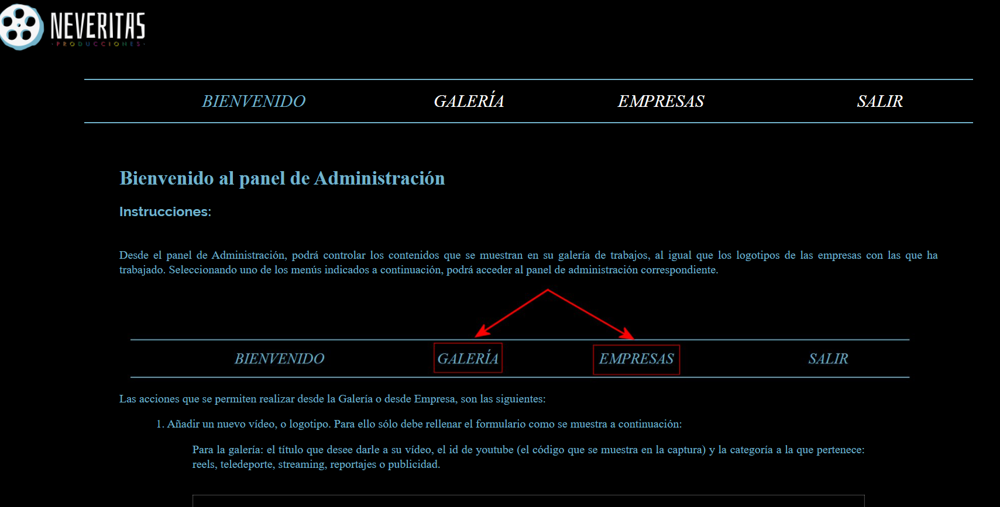 NEVERITAS
· PRODUCCIONES ·
BIENVENIDO GALERÍA EMPRESAS SALIR
Bienvenido al panel de Administración
Instrucciones:
Desde el panel de Administración, podrá controlar los contenidos que se muestran en su galería de trabajos, al igual que los logotipos de las empresas con las que ha
trabajado. Seleccionando uno de los menús indicados a continuación, podrá acceder al panel de administración correspondiente.
BIENVENIDO GALERÍA EMPRESAS SALIR
Las acciones que se permiten realizar desde la Galería o desde Empresa, son las siguientes:
1. Añadir un nuevo vídeo, o logotipo. Para ello sólo debe rellenar el formulario como se muestra a continuación:
Para la galería: el título que desee darle a su vídeo, el id de youtube (el código que se muestra en la captura) y la categoría a la que pertenece:
reels, teledeporte, streaming, reportajes o publicidad.